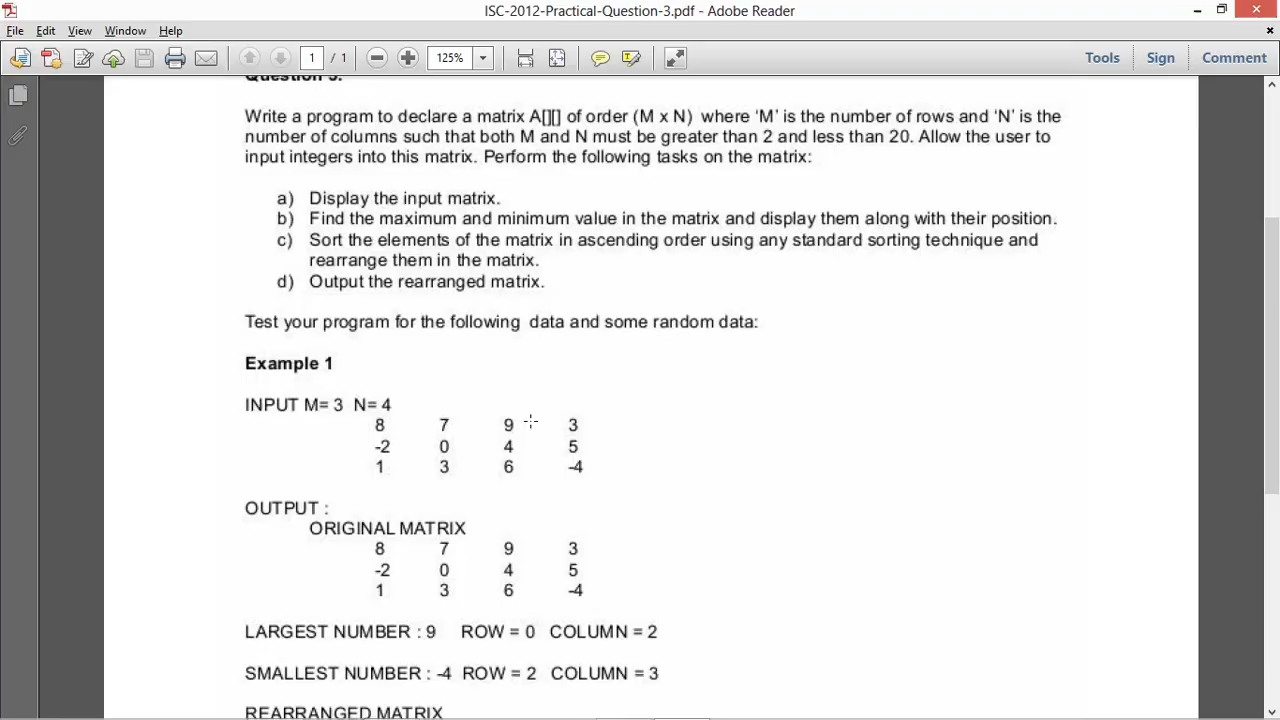 ISC-2012-Practical-Question-3.pdf - Adobe Reader
File Edit View Window Help
1 / 1 125% Tools Sign Comment
Question 3.
Write a program to declare a matrix A[][] of order (M x N) where ‘M’ is the number of rows and ‘N’ is the
number of columns such that both M and N must be greater than 2 and less than 20. Allow the user to
input integers into this matrix. Perform the following tasks on the matrix:
a) Display the input matrix.
b) Find the maximum and minimum value in the matrix and display them along with their position.
c) Sort the elements of the matrix in ascending order using any standard sorting technique and
rearrange them in the matrix.
d) Output the rearranged matrix.
Test your program for the following data and some random data:
Example 1
INPUT M= 3 N= 4
8 7 9 3
-2 0 4 5
1 3 6 -4
OUTPUT :
ORIGINAL MATRIX
8 7 9 3
-2 0 4 5
1 3 6 -4
LARGEST NUMBER : 9 ROW = 0 COLUMN = 2
SMALLEST NUMBER : -4 ROW = 2 COLUMN = 3
REARRANGED MATRIX